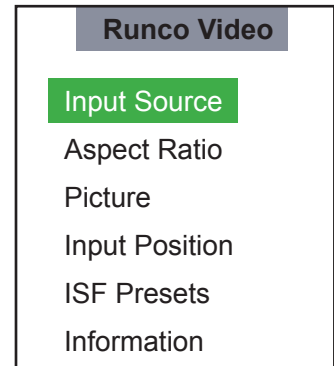 Runco Video
Input Source
Aspect Ratio
Picture
Input Position
ISF Presets
Information